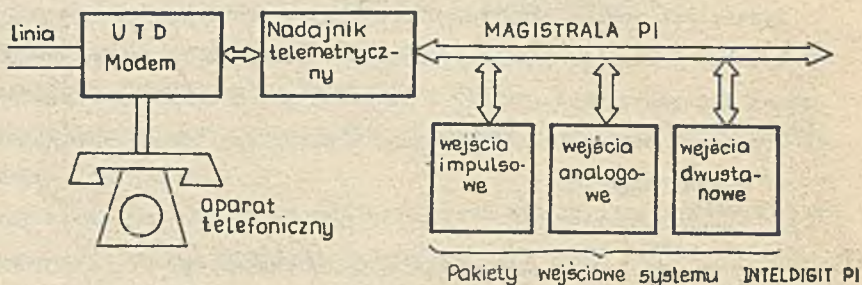 linia
UTD
Modem
Nadajnik
telemetrycz-
ny
MAGISTRALA PI
wejścia
impulso-
we
wejścia
analogo-
we
wejścia
dwusta-
nowe
aparat
telefoniczny
Pakiety wejściowe systemu INTELDIGIT PI